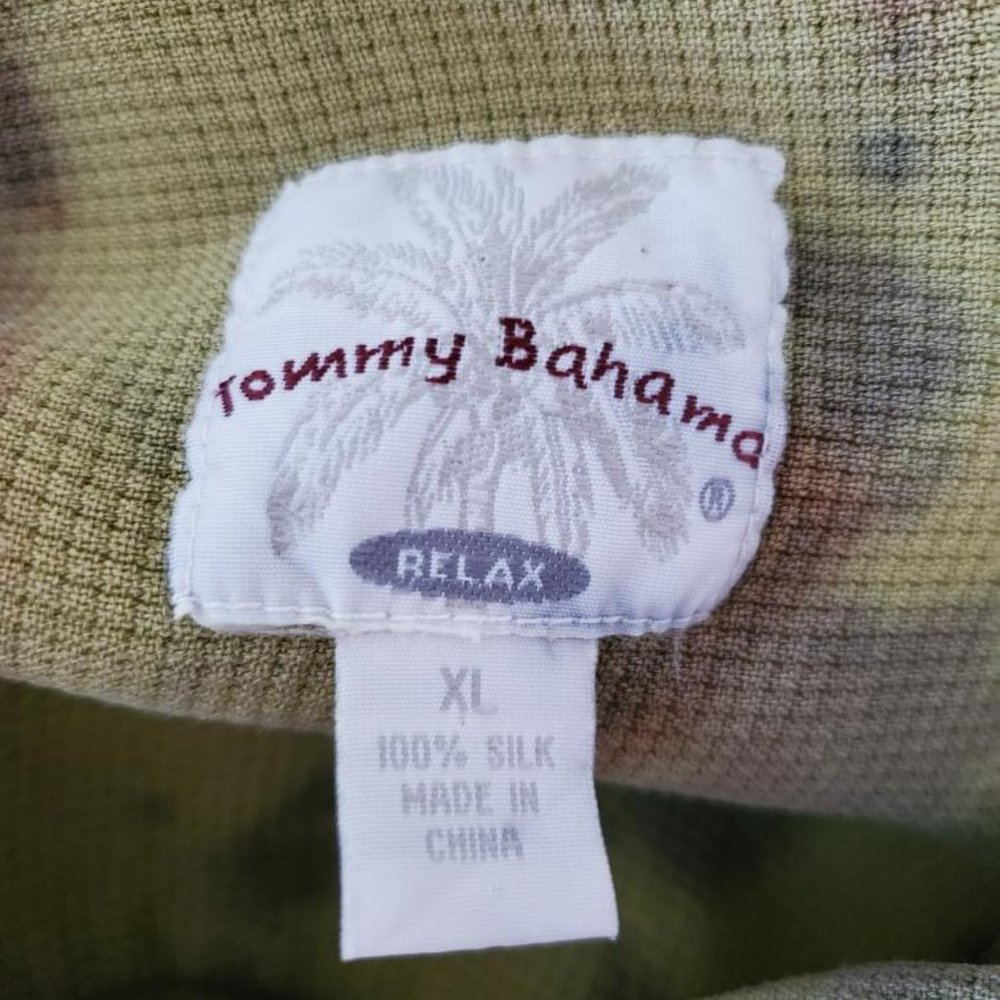 Tommy Bahama
®
RELAX
XL
100% SILK
MADE IN
CHINA